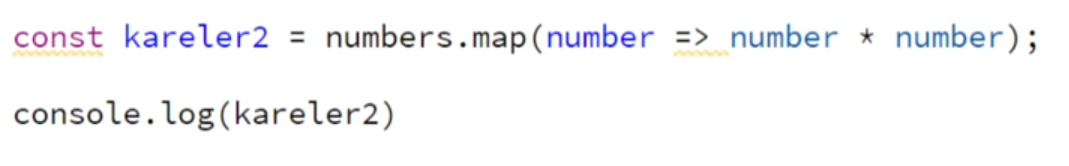 const kareler2 = numbers.map(number => number * number);
console.log(kareler2)